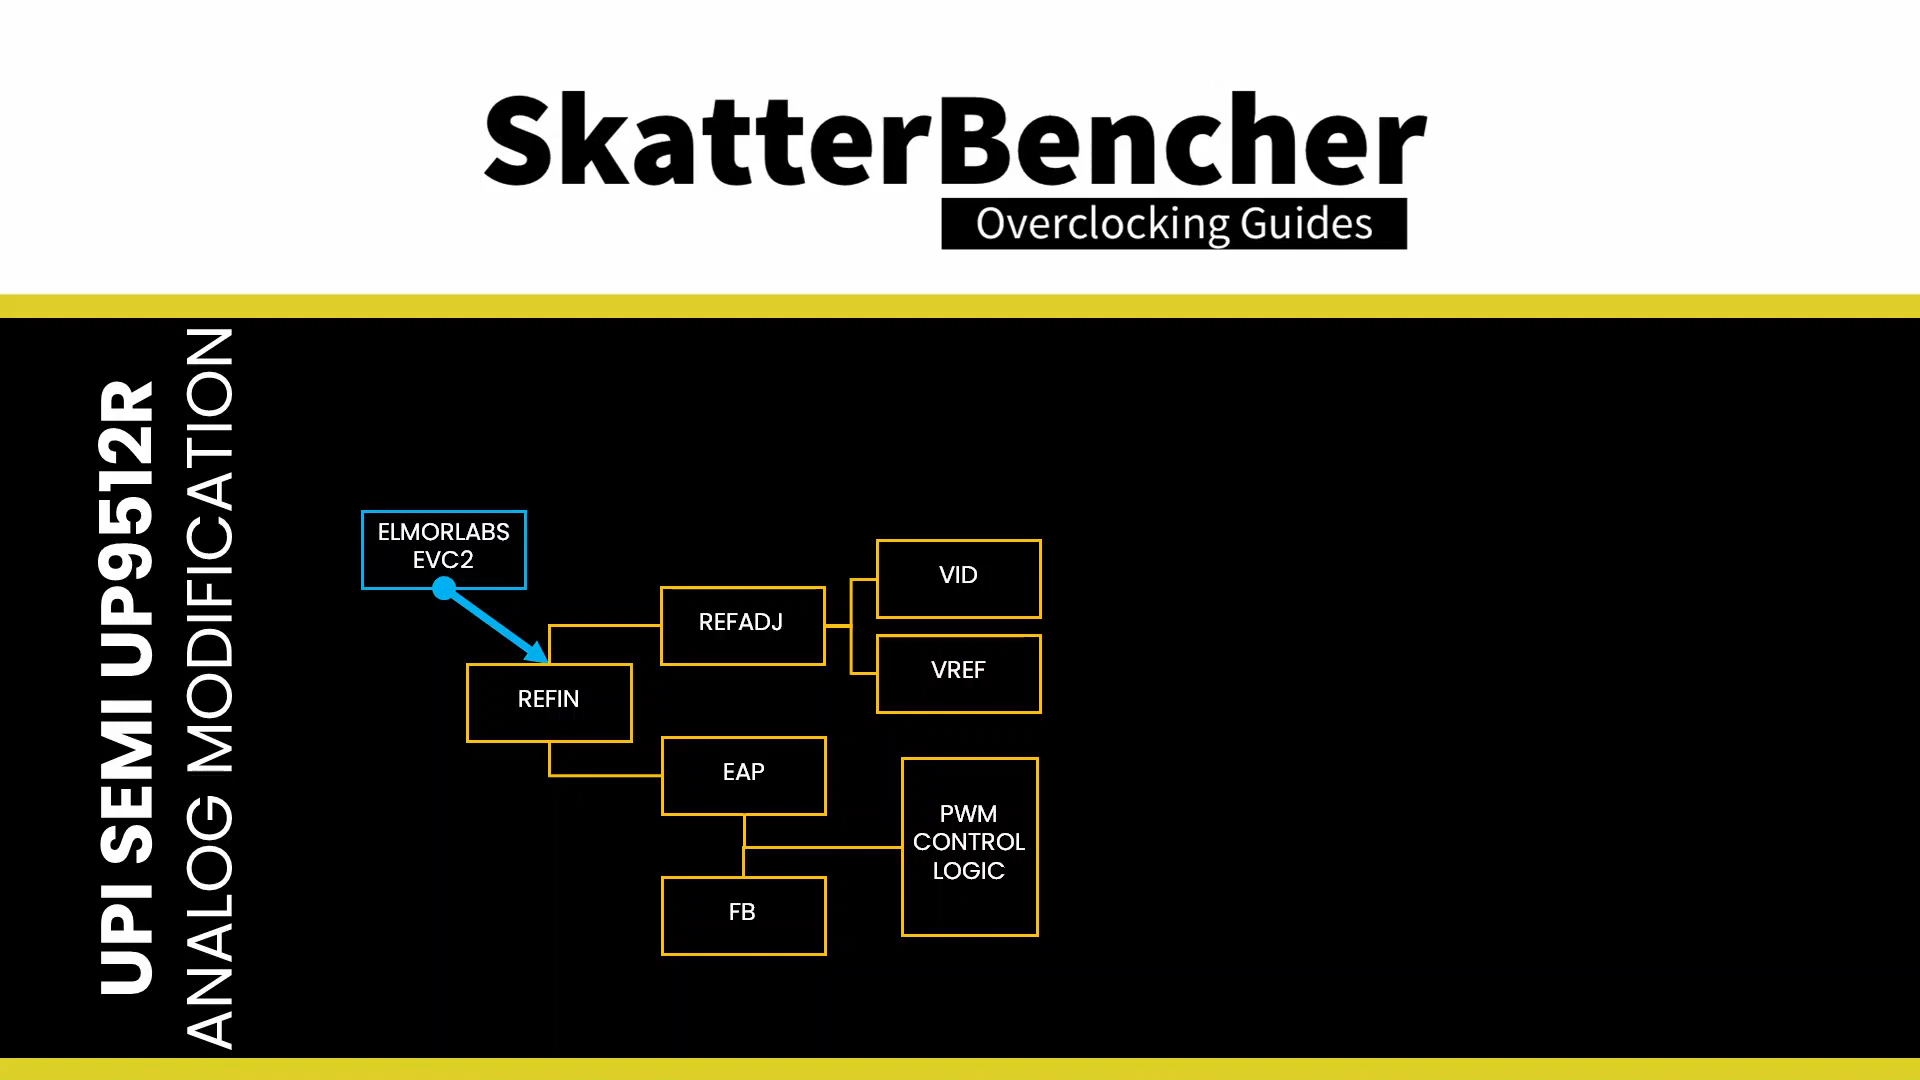 SkatterBencher
Overclocking Guides
UPI SEMI UP9512R
ANALOG MODIFICATION
ELMORLABS
EVC2
REFIN
REFADJ
VID
VREF
EAP
FB
PWM
CONTROL
LOGIC